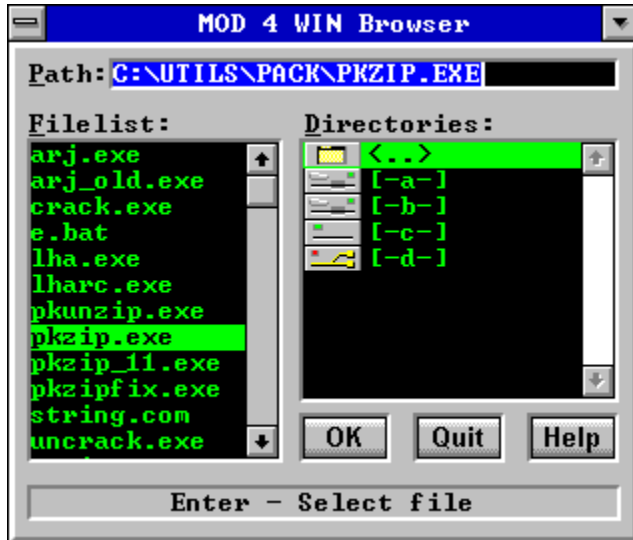 MOD 4 WIN Browser
Path: C:\UTILS\PACK\PKZIP.EXE
Filelist:
arj.exe
arj_old.exe
crack.exe
e.bat
lha.exe
lharc.exe
pkunzip.exe
pkzip.exe
pkzip_11.exe
pkzipfix.exe
string.com
uncrack.exe
Directories:
<..>
[-a-]
[-b-]
[-c-]
[-d-]
OK Quit Help
Enter - Select file